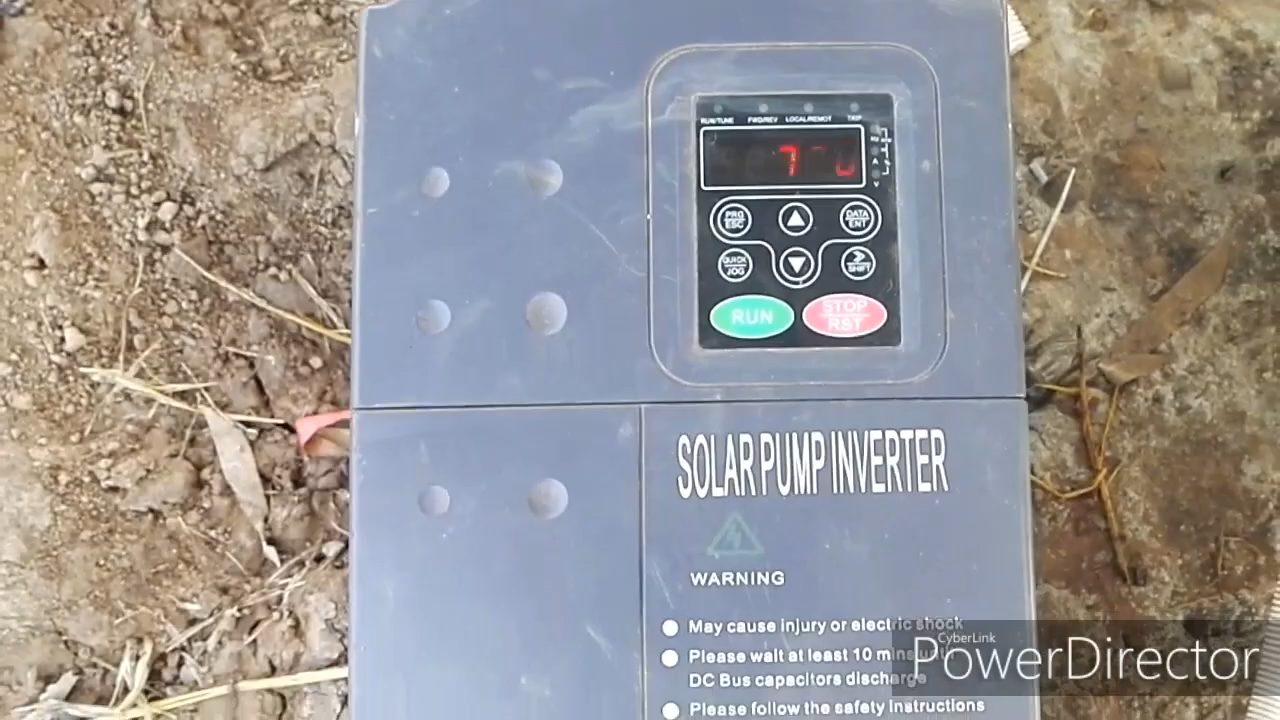 RUN/TUNE FWD/REV LOCAL/REMOT TRIP
A
V
PRG
ESC
DATA
ENT
QUICK
JOG
SHIFT
RUN
STOP
RST
SOLAR PUMP INVERTER
WARNING
May cause injury or electric shock
Please wait at least 10 mins until
DC Bus capacitors discharge
Please follow the safety instructions
CyberLink
PowerDirector